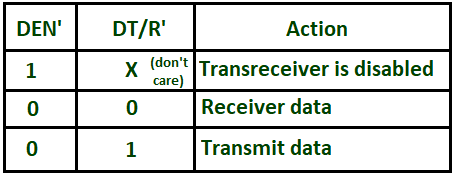 DEN' DT/R' Action
1 X (don't care) Transreceiver is disabled
0 0 Receiver data
0 1 Transmit data